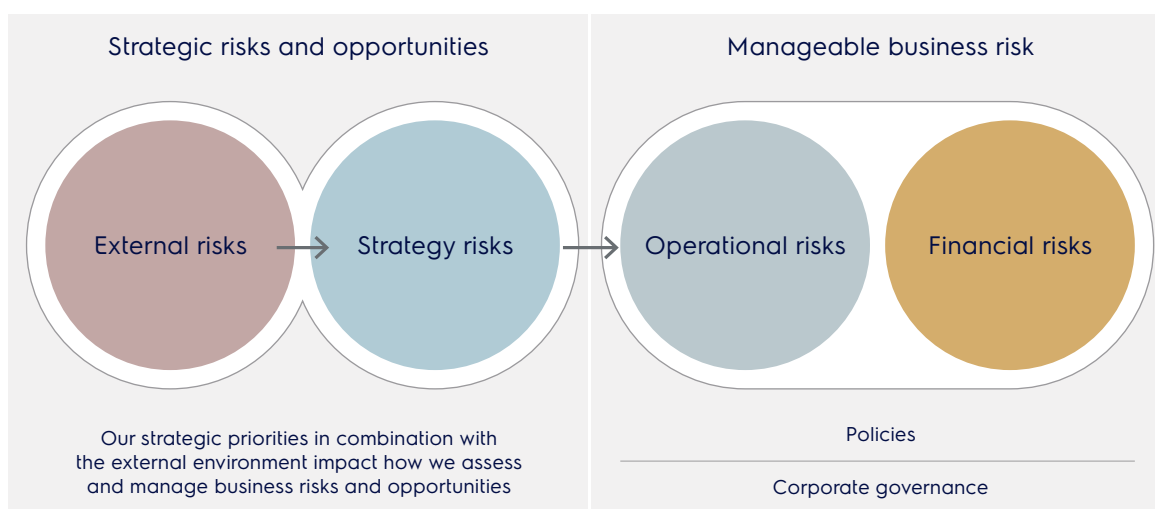 Strategic risks and opportunities
External risks
Strategy risks
Our strategic priorities in combination with
the external environment impact how we assess
and manage business risks and opportunities
Manageable business risk
Operational risks
Financial risks
Policies
Corporate governance